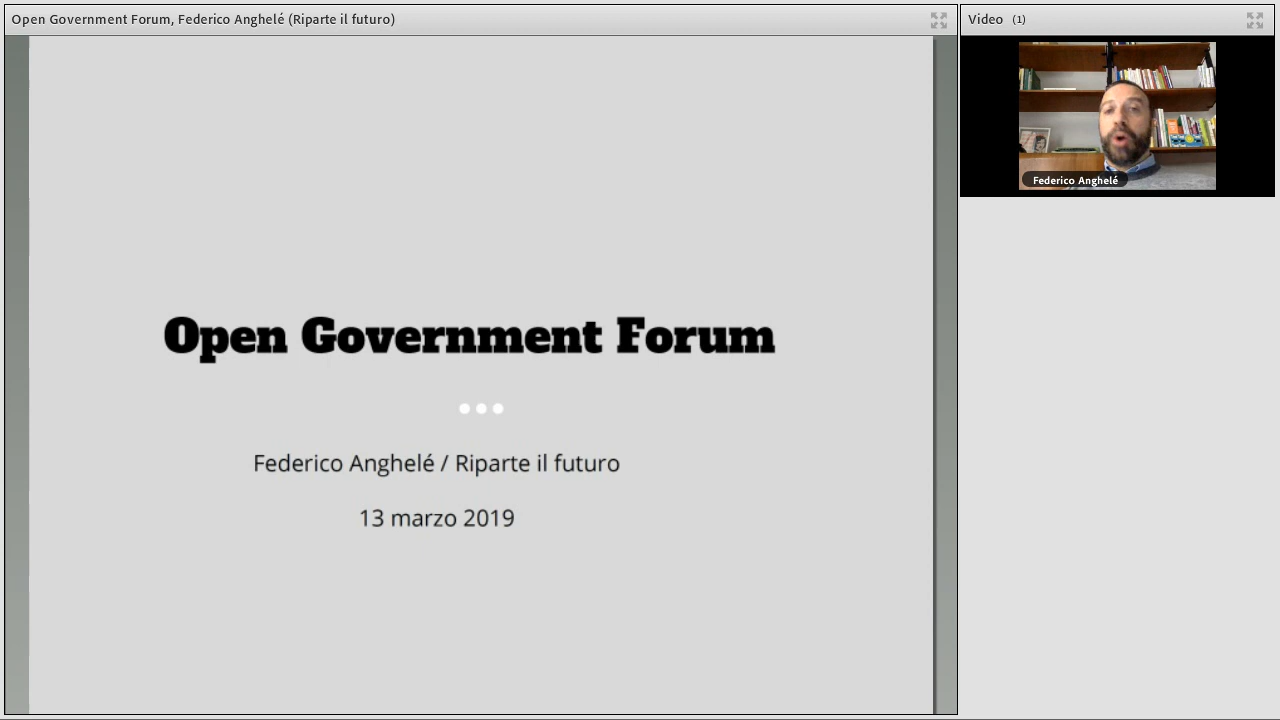 Open Government Forum, Federico Anghelé (Riparte il futuro)
Video (1)
Federico Anghelé
Open Government Forum
Federico Anghelé / Riparte il futuro
13 marzo 2019